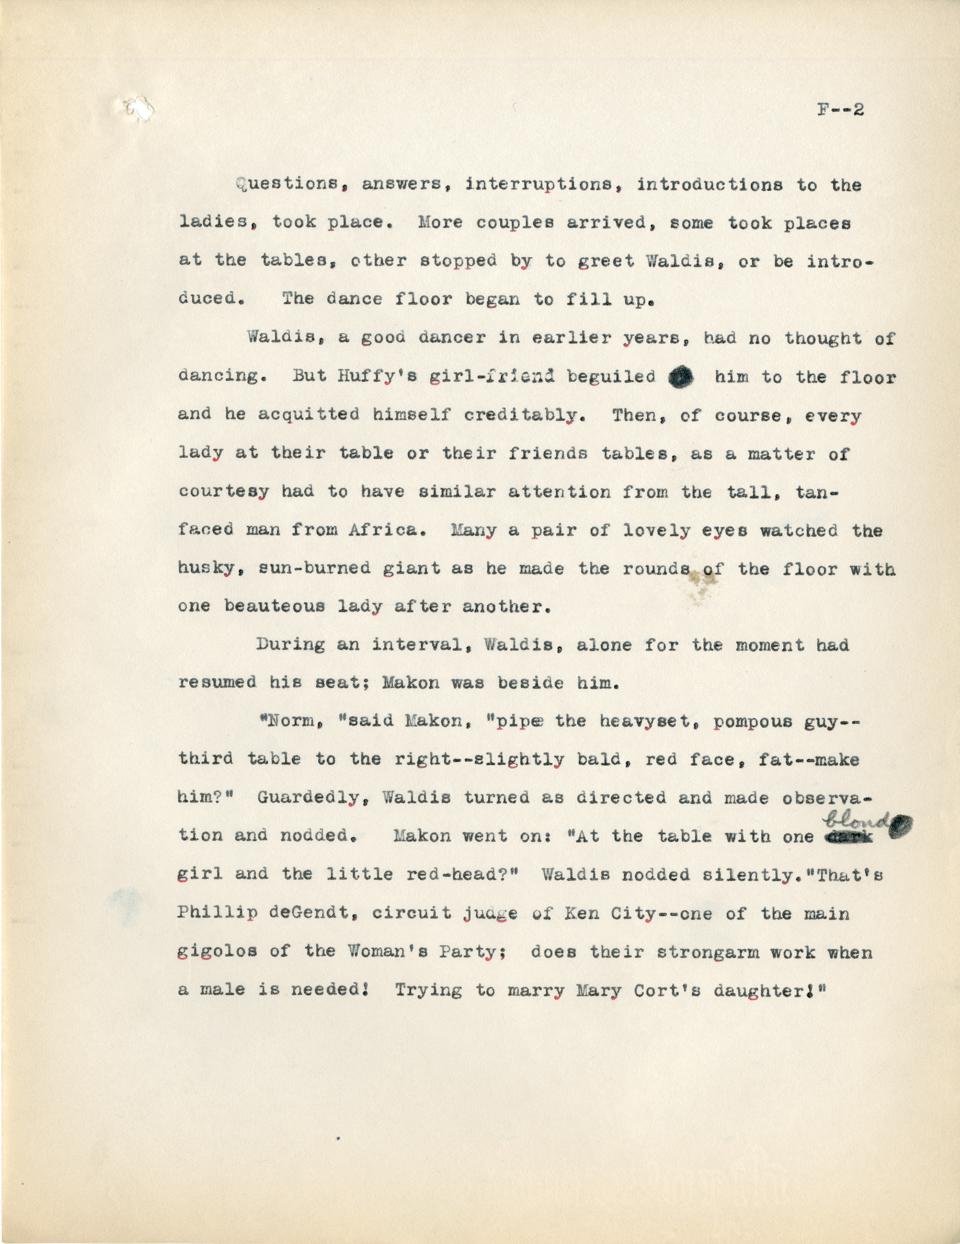 F--2
Questions, answers, interruptions, introductions to the
ladies, took place.  More couples arrived, some took places
at the tables, other stopped by to greet Waldis, or be intro-
duced.   The dance floor began to fill up.
Waldis, a good dancer in earlier years, had no thought of
dancing.  But Huffy's girl-friend beguiled him to the floor
and he acquitted himself creditably.  Then, of course, every
lady at their table or their friends tables, as a matter of
courtesy had to have similar attention from the tall, tan-
faced man from Africa.  Many a pair of lovely eyes watched the
husky, sun-burned giant as he made the rounds of the floor with
one beauteous lady after another.
During an interval, Waldis, alone for the moment had
resumed his seat; Makon was beside him.
"Norm, "said Makon, "pipe the heavyset, pompous guy--
third table to the right--slightly bald, red face, fat--make
him?"  Guardedly, Waldis turned as directed and made observa-
blond
tion and nodded.   Makon went on: "At the table with one dark
girl and the little red-head?"  Waldis nodded silently."That's
Phillip deGendt, circuit judge of Ken City--one of the main
gigolos of the Woman's Party;  does their strongarm work when
a male is needed!  Trying to marry Mary Cort's daughter!"